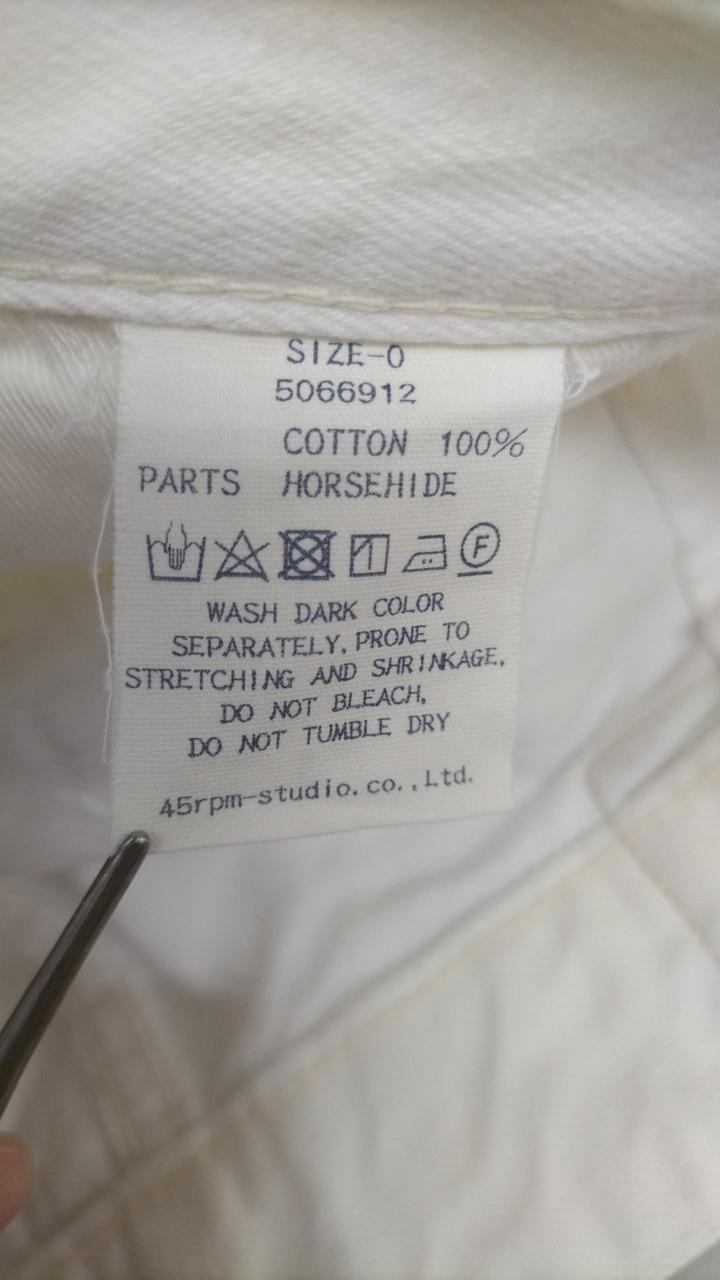 SIZE-0
5066912
COTTON 100%
PARTS HORSEHIDE
F
WASH DARK COLOR
SEPARATELY, PRONE TO
STRETCHING AND SHRINKAGE,
DO NOT BLEACH,
DO NOT TUMBLE DRY
45rpm-studio.co.,Ltd.